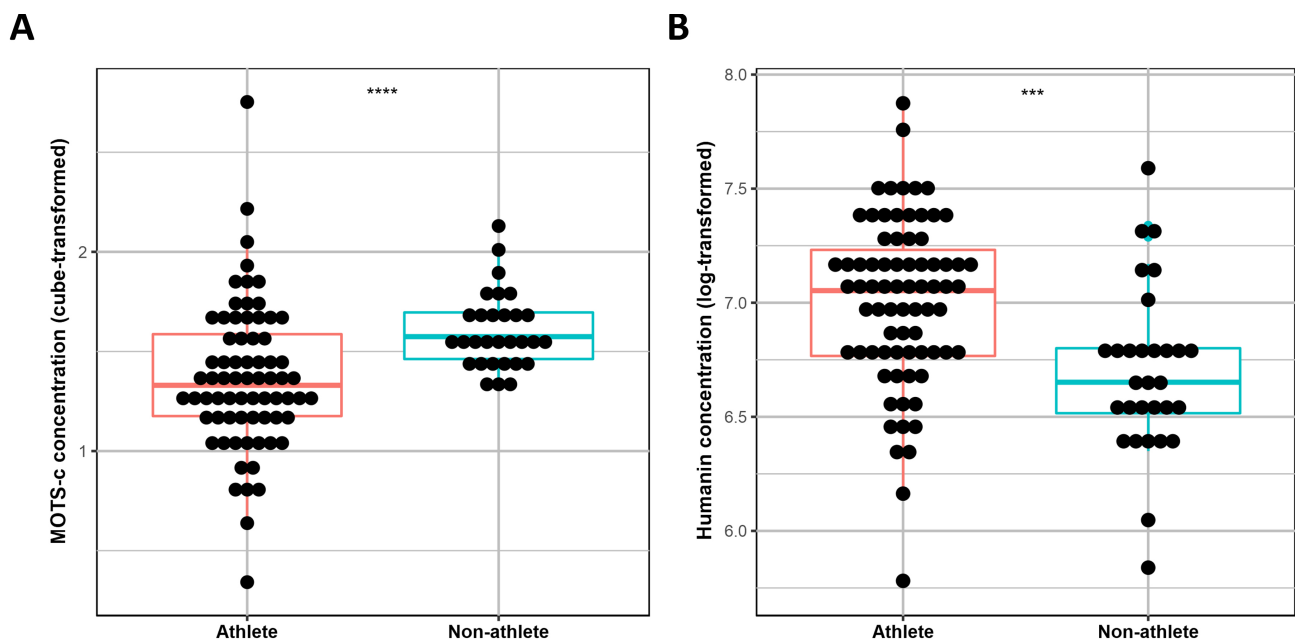 A
MOTS-c concentration (cube-transformed)
2
1
****
Athlete
Non-athlete
B
Humanin concentration (log-transformed)
8.0
7.5
7.0
6.5
6.0
***
Athlete
Non-athlete